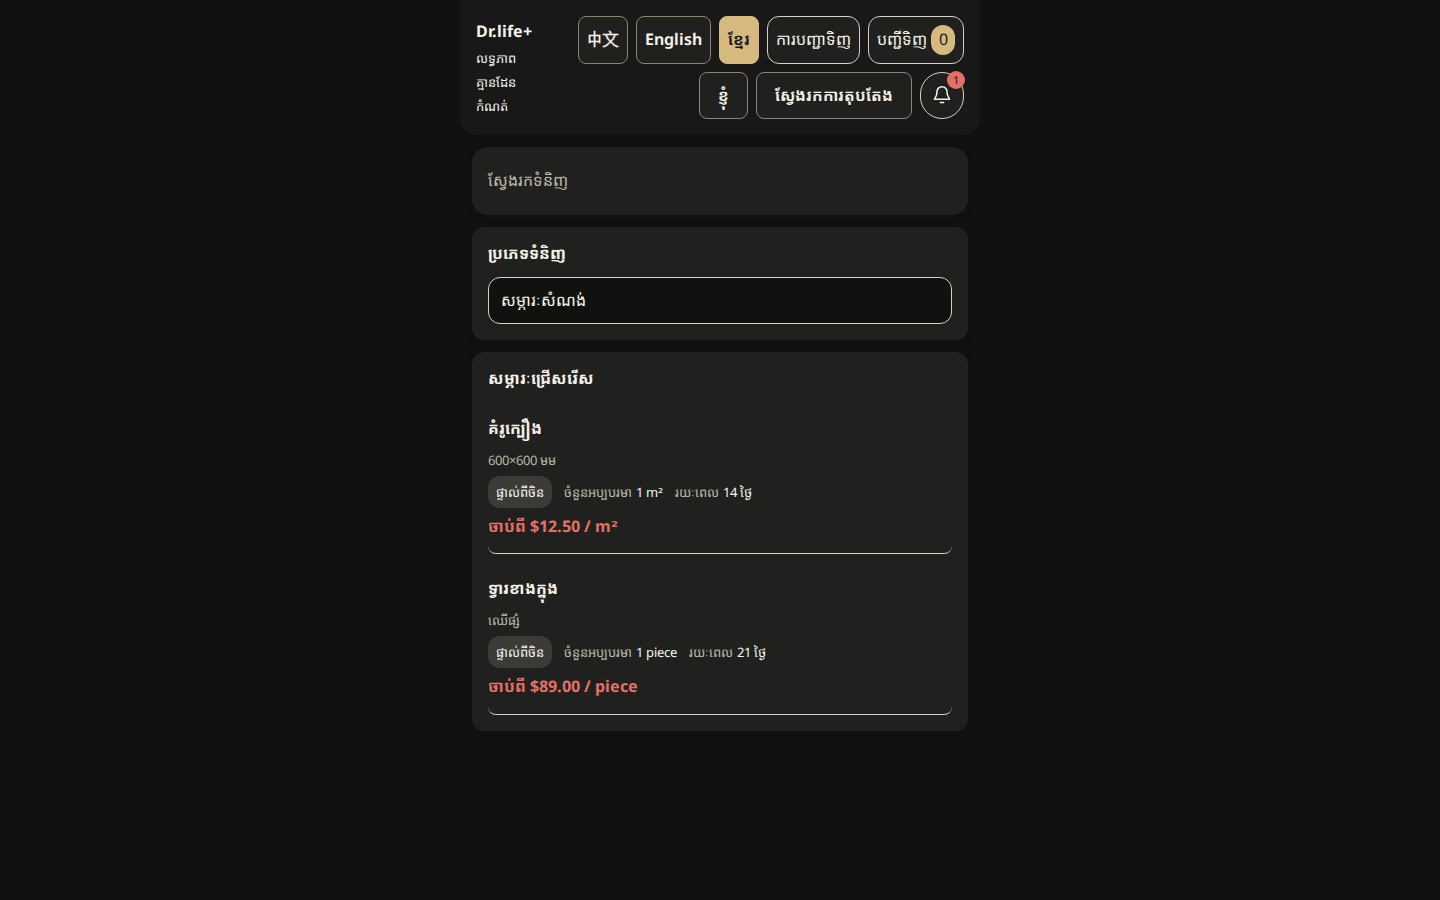 Dr.life+
លទ្ធភាព
គ្មានដែន
កំណត់
中文
English
ខ្មែរ
ការបញ្ជាទិញ
បញ្ជីទិញ 0
ខ្ញុំ
ស្វែងរកការតុបតែង
1
ស្វែងរកទំនិញ
ប្រភេទទំនិញ
សម្ភារៈសំណង់
សម្ភារៈជ្រើសរើស
គំរូក្បឿង
600×600 មម
ផ្ទាល់ពីចិន ចំនួនអប្បបរមា 1 m² រយៈពេល 14 ថ្ងៃ
ចាប់ពី $12.50 / m²
ទ្វារខាងក្នុង
ឈើផ្សំ
ផ្ទាល់ពីចិន ចំនួនអប្បបរមា 1 piece រយៈពេល 21 ថ្ងៃ
ចាប់ពី $89.00 / piece